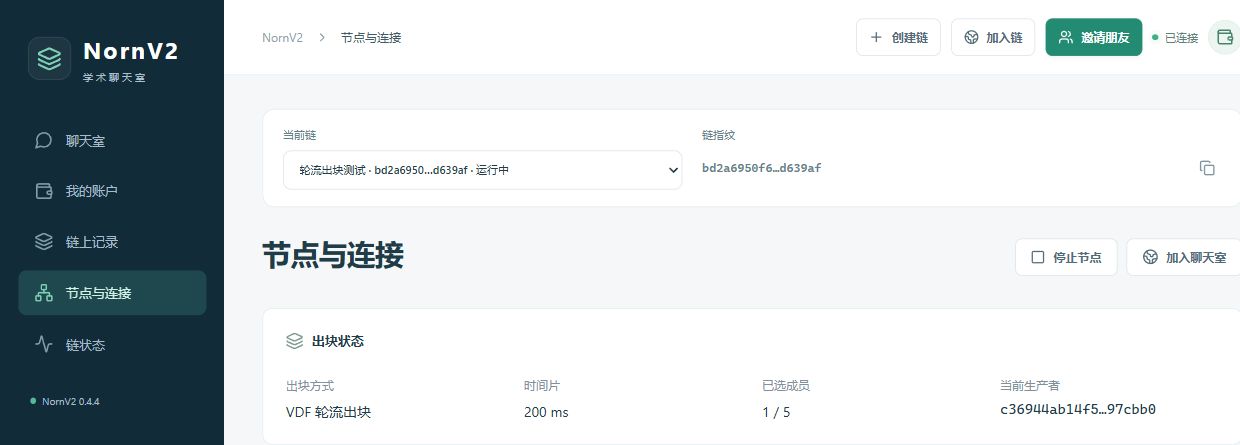 NornV2
学术聊天室
聊天室
我的账户
链上记录
节点与连接
链状态
NornV2 0.4.4
NornV2 > 节点与连接
+ 创建链 加入链 邀请朋友 已连接
当前链 链指纹
轮流出块测试 · bd2a6950…d639af · 运行中 bd2a6950f6…d639af
节点与连接 停止节点 加入聊天室
出块状态
出块方式 时间片 已选成员 当前生产者
VDF 轮流出块 200 ms 1 / 5 c36944ab14f5…97cbb0